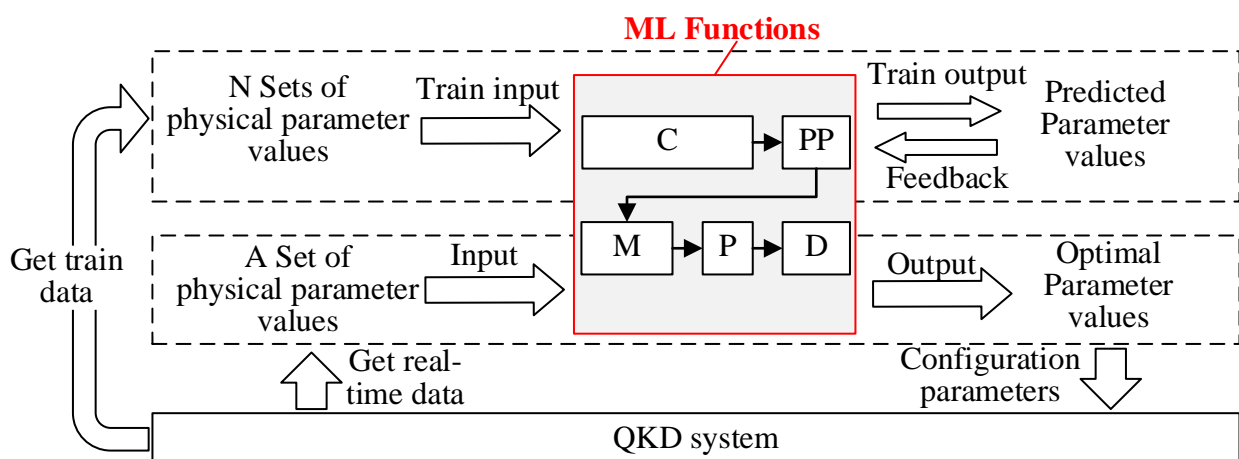 ML Functions
N Sets of
physical parameter
values
Train input
C
PP
Train output
Feedback
Predicted
Parameter
values
Get train
data
A Set of
physical parameter
values
Input
M
P
D
Output
Optimal
Parameter
values
Get real-
time data
Configuration
parameters
QKD system